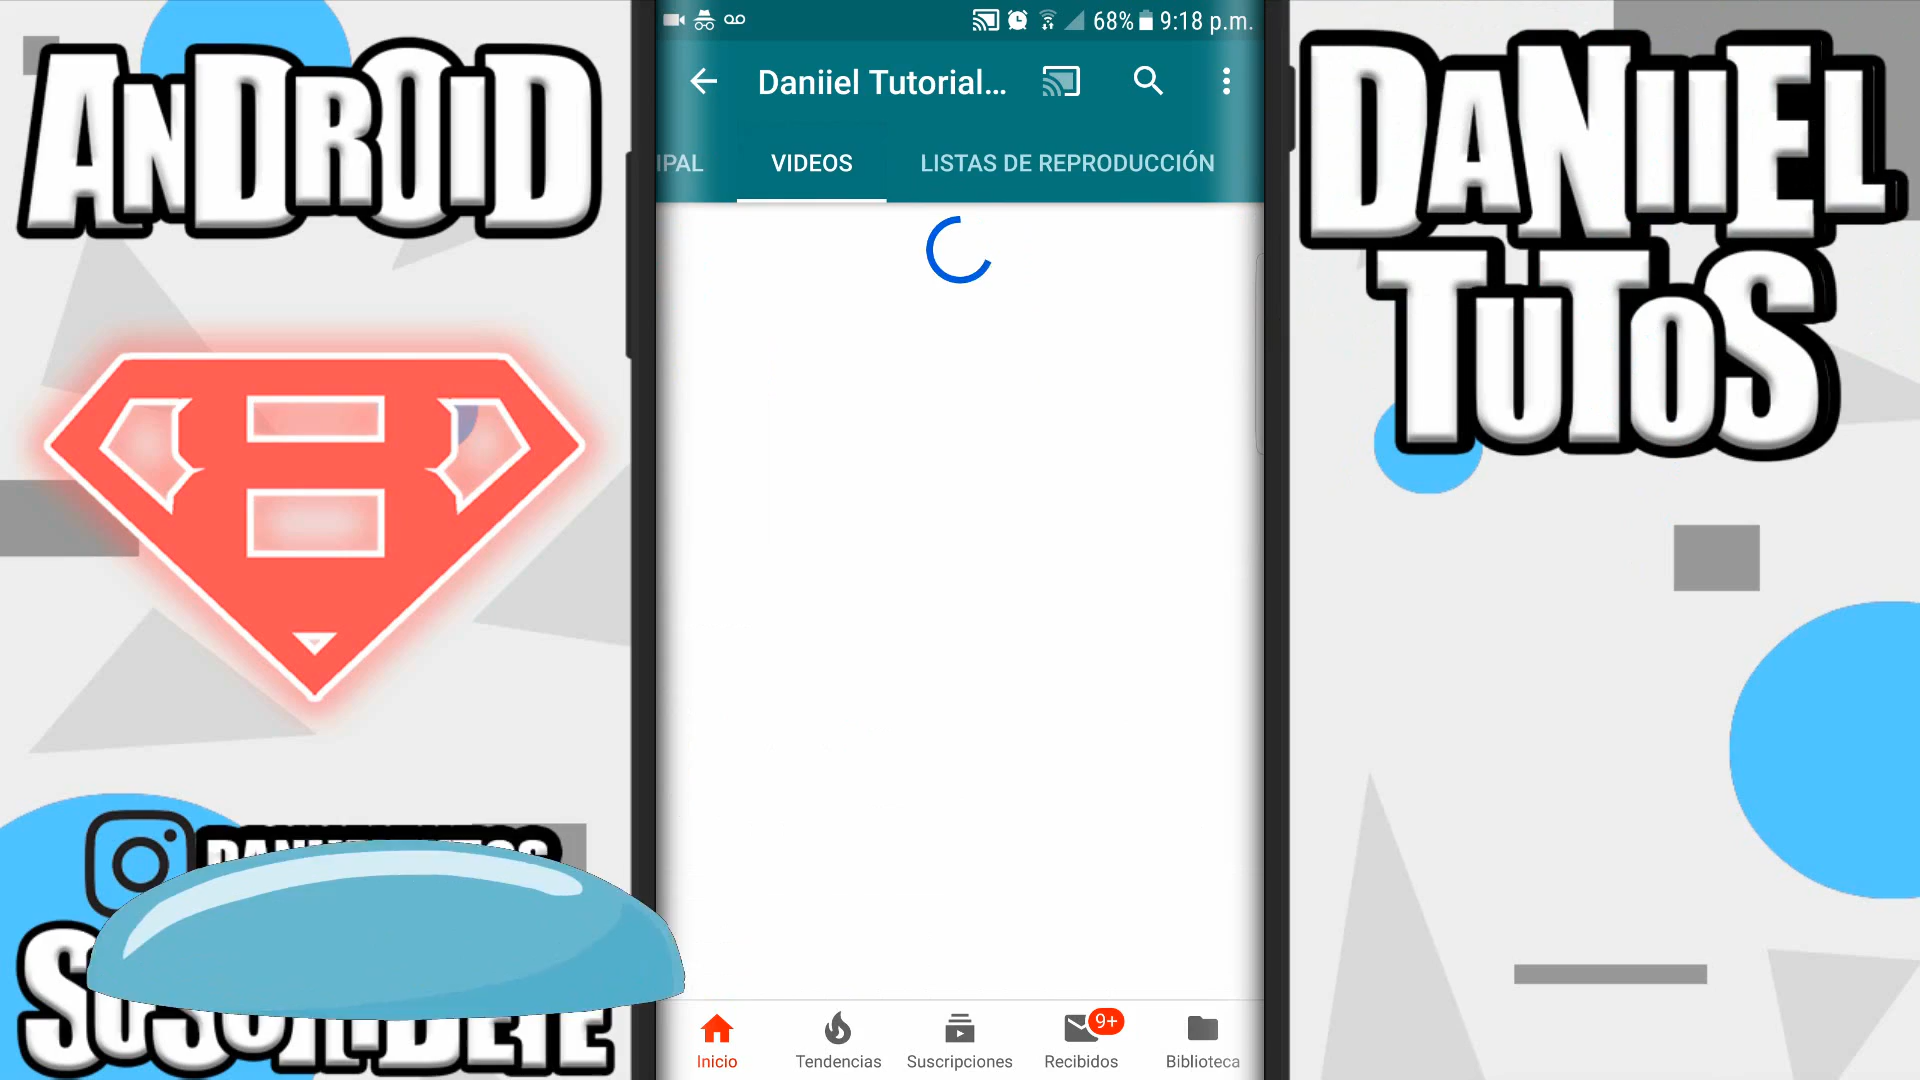 AnDRoID
68% 9:18 p.m.
Daniiel Tutorial...
IPAL
VIDEOS
LISTAS DE REPRODUCCIÓN
DANIIEL
TuToS
Inicio
Tendencias
Suscripciones
9+
Recibidos
Biblioteca